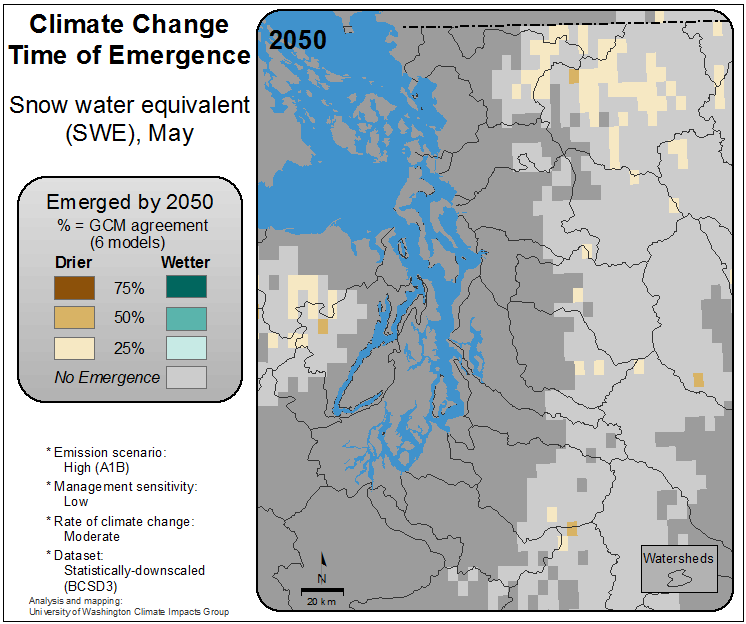 Climate Change
Time of Emergence
Snow water equivalent
(SWE), May
Emerged by 2050
% = GCM agreement
(6 models)
Drier Wetter
75%
50%
25%
No Emergence
* Emission scenario:
High (A1B)
* Management sensitivity:
Low
* Rate of climate change:
Moderate
* Dataset:
Statistically-downscaled
(BCSD3)
Analysis and mapping:
University of Washington Climate Impacts Group
2050
N
20 km
Watersheds